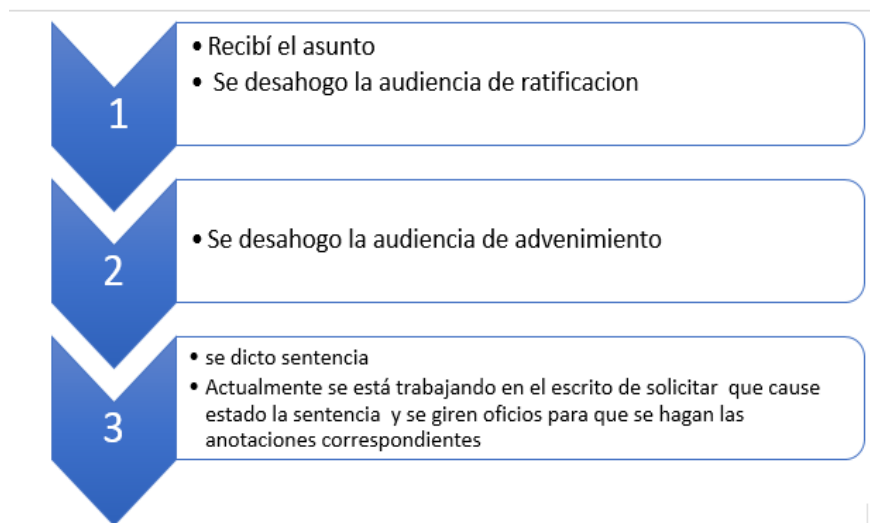 1
• Recibí el asunto
• Se desahogo la audiencia de ratificacion
2
• Se desahogo la audiencia de advenimiento
3
• se dicto sentencia
• Actualmente se está trabajando en el escrito de solicitar que cause
estado la sentencia y se giren oficios para que se hagan las
anotaciones correspondientes